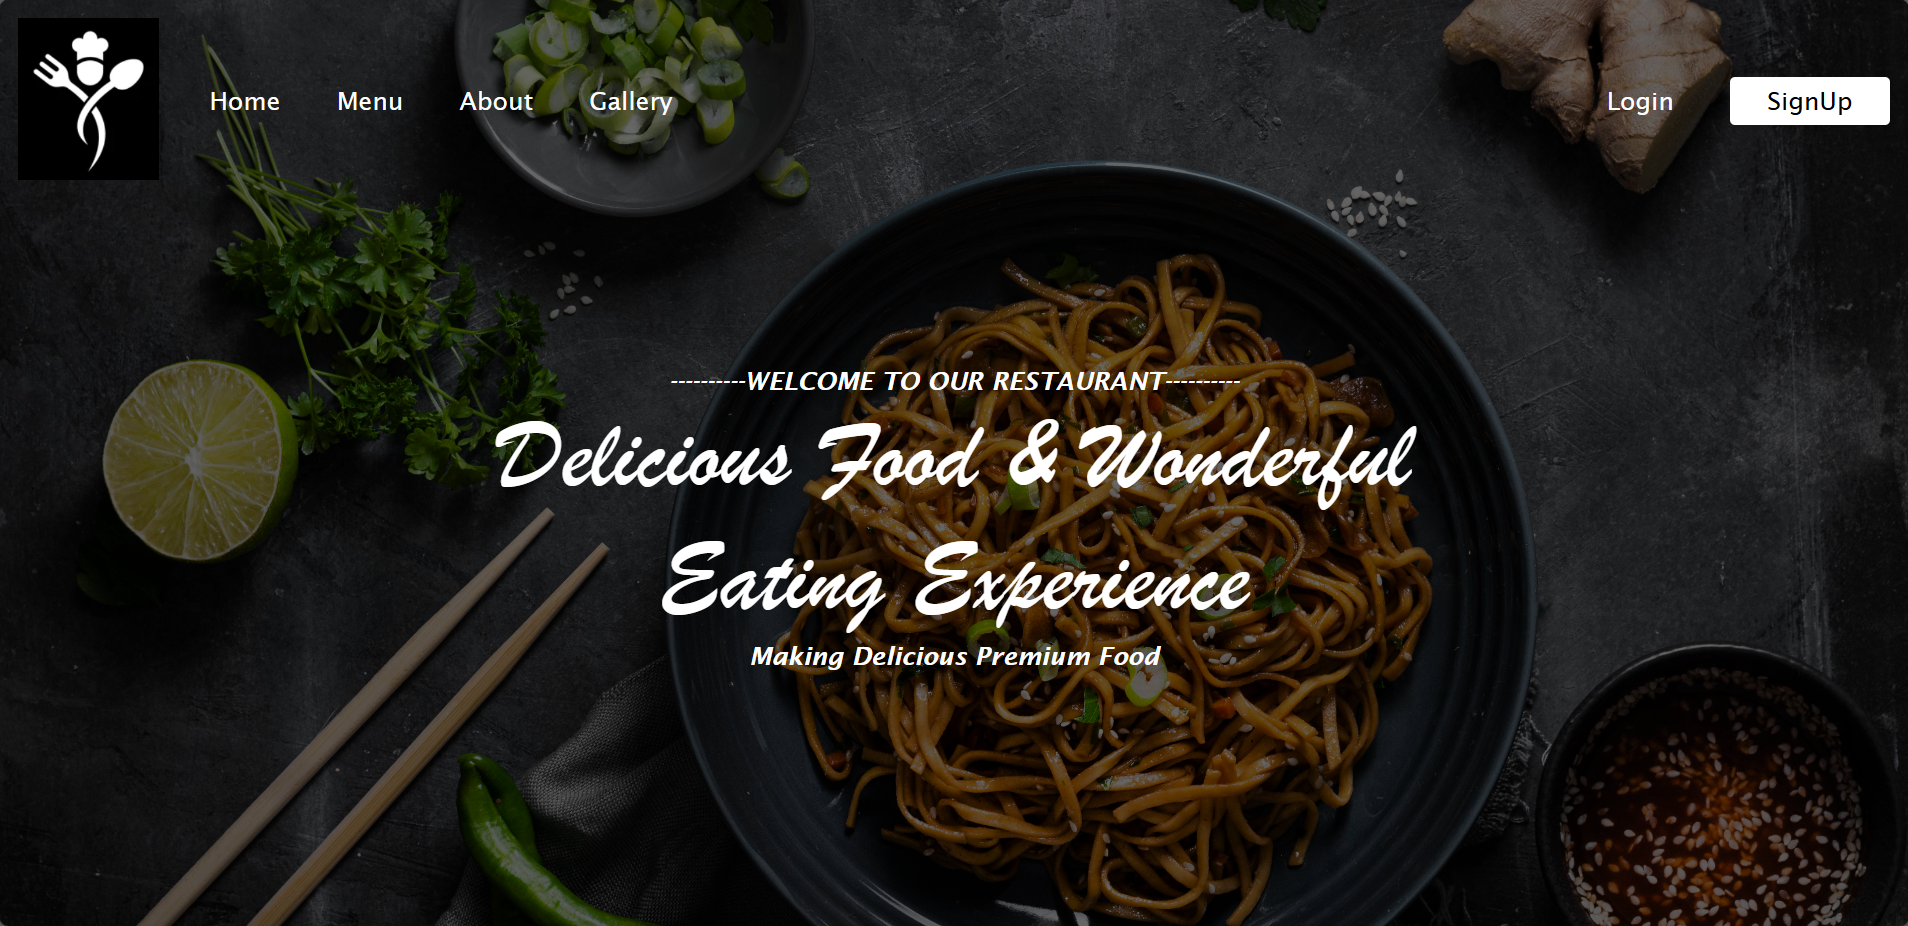 Home Menu About Gallery Login SignUp
----------WELCOME TO OUR RESTAURANT----------
Delicious Food & Wonderful
Eating Experience
Making Delicious Premium Food